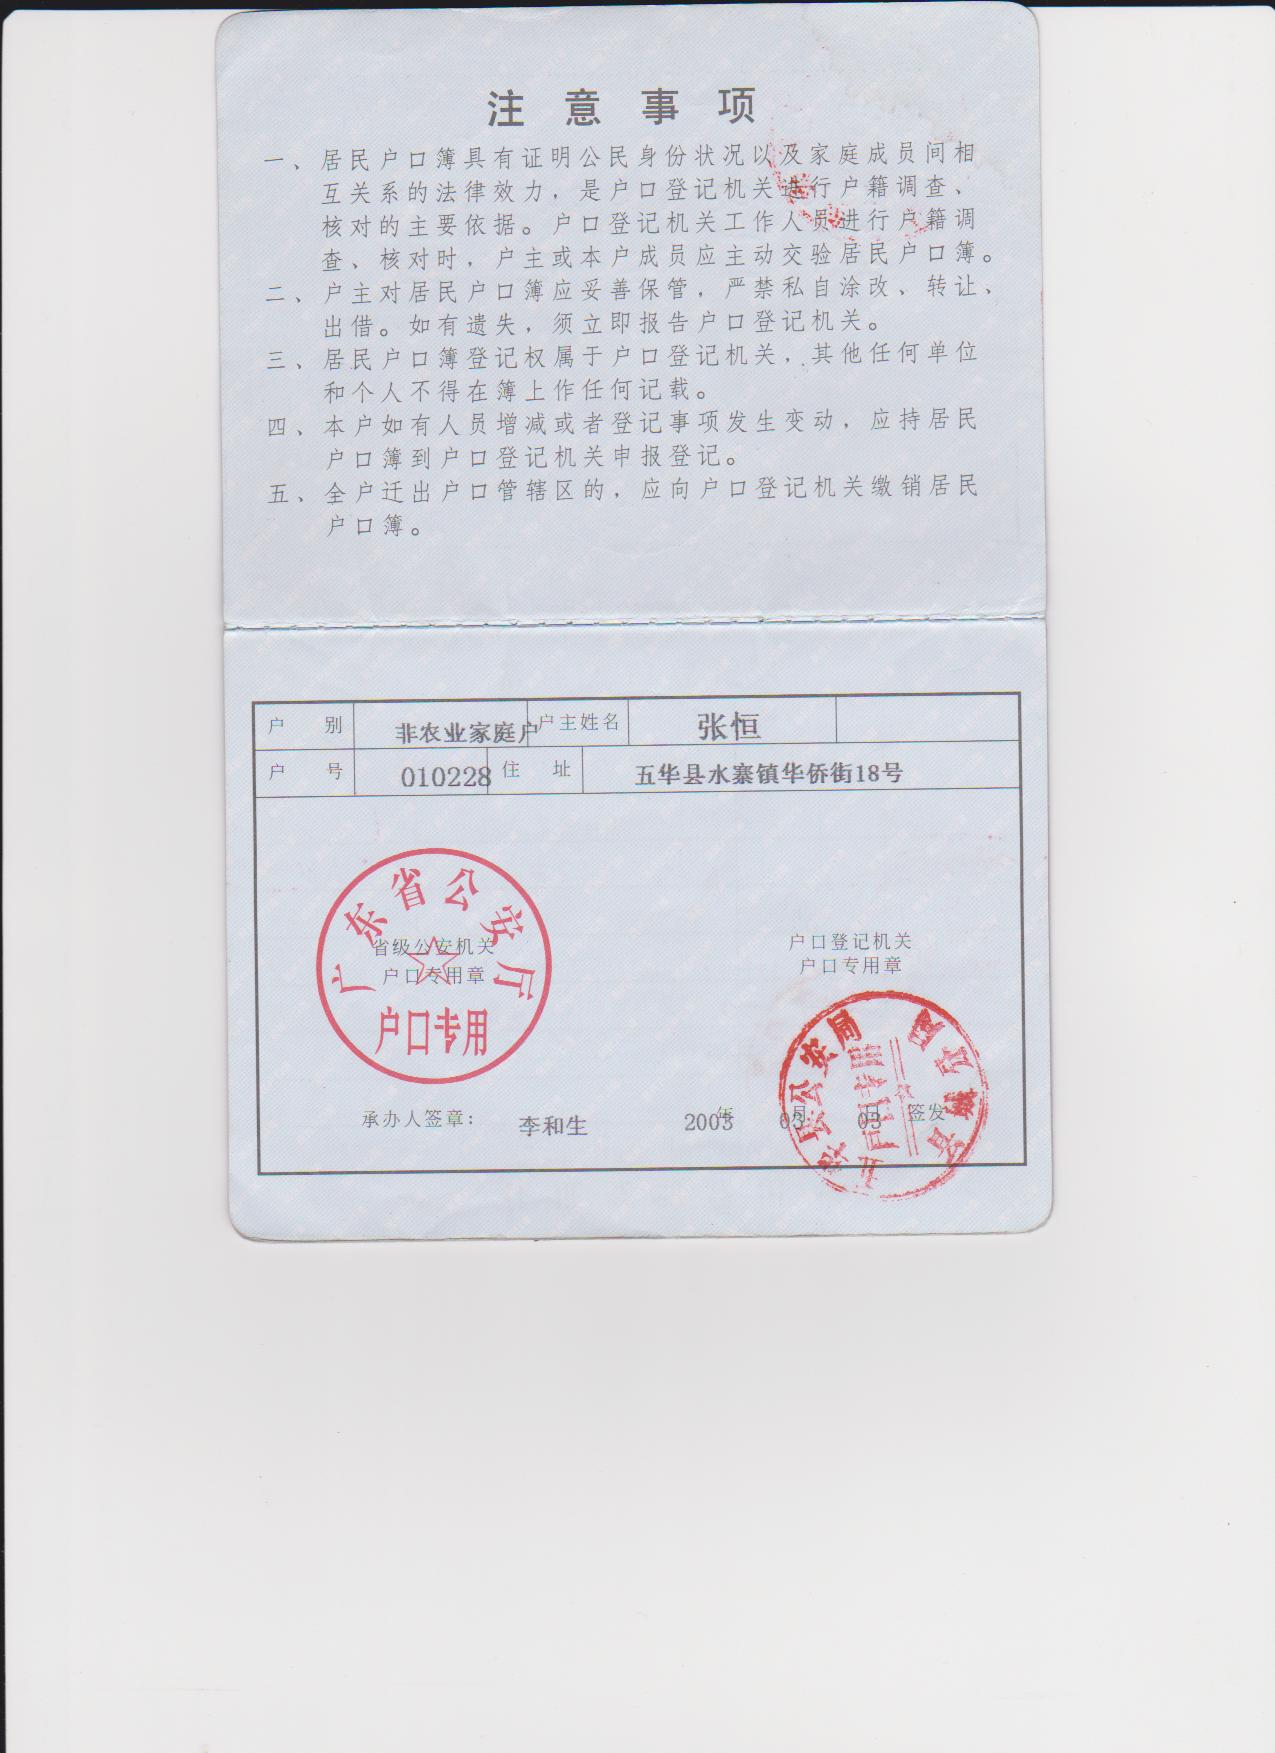 注意事项
一、居民户口簿具有证明公民身份状况以及家庭成员间相
互关系的法律效力，是户口登记机关进行户籍调查、
核对的主要依据。户口登记机关工作人员进行户籍调
查、核对时，户主或本户成员应主动交验居民户口簿。
二、户主对居民户口簿应妥善保管，严禁私自涂改、转让、
出借。如有遗失，须立即报告户口登记机关。
三、居民户口簿登记权属于户口登记机关，其他任何单位
和个人不得在簿上作任何记载。
四、本户如有人员增减或者登记事项发生变动，应持居民
户口簿到户口登记机关申报登记。
五、全户迁出户口管辖区的，应向户口登记机关缴销居民
户口簿。
户别 非农业家庭户 户主姓名 张恒
户号 010228 住址 五华县水寨镇华侨街18号
广东省公安厅
省级公安机关
户口专用章
户口专用
户口登记机关
户口专用章
五华县公安局
户口专用
承办人签章： 李和生 2003年03月03日签发